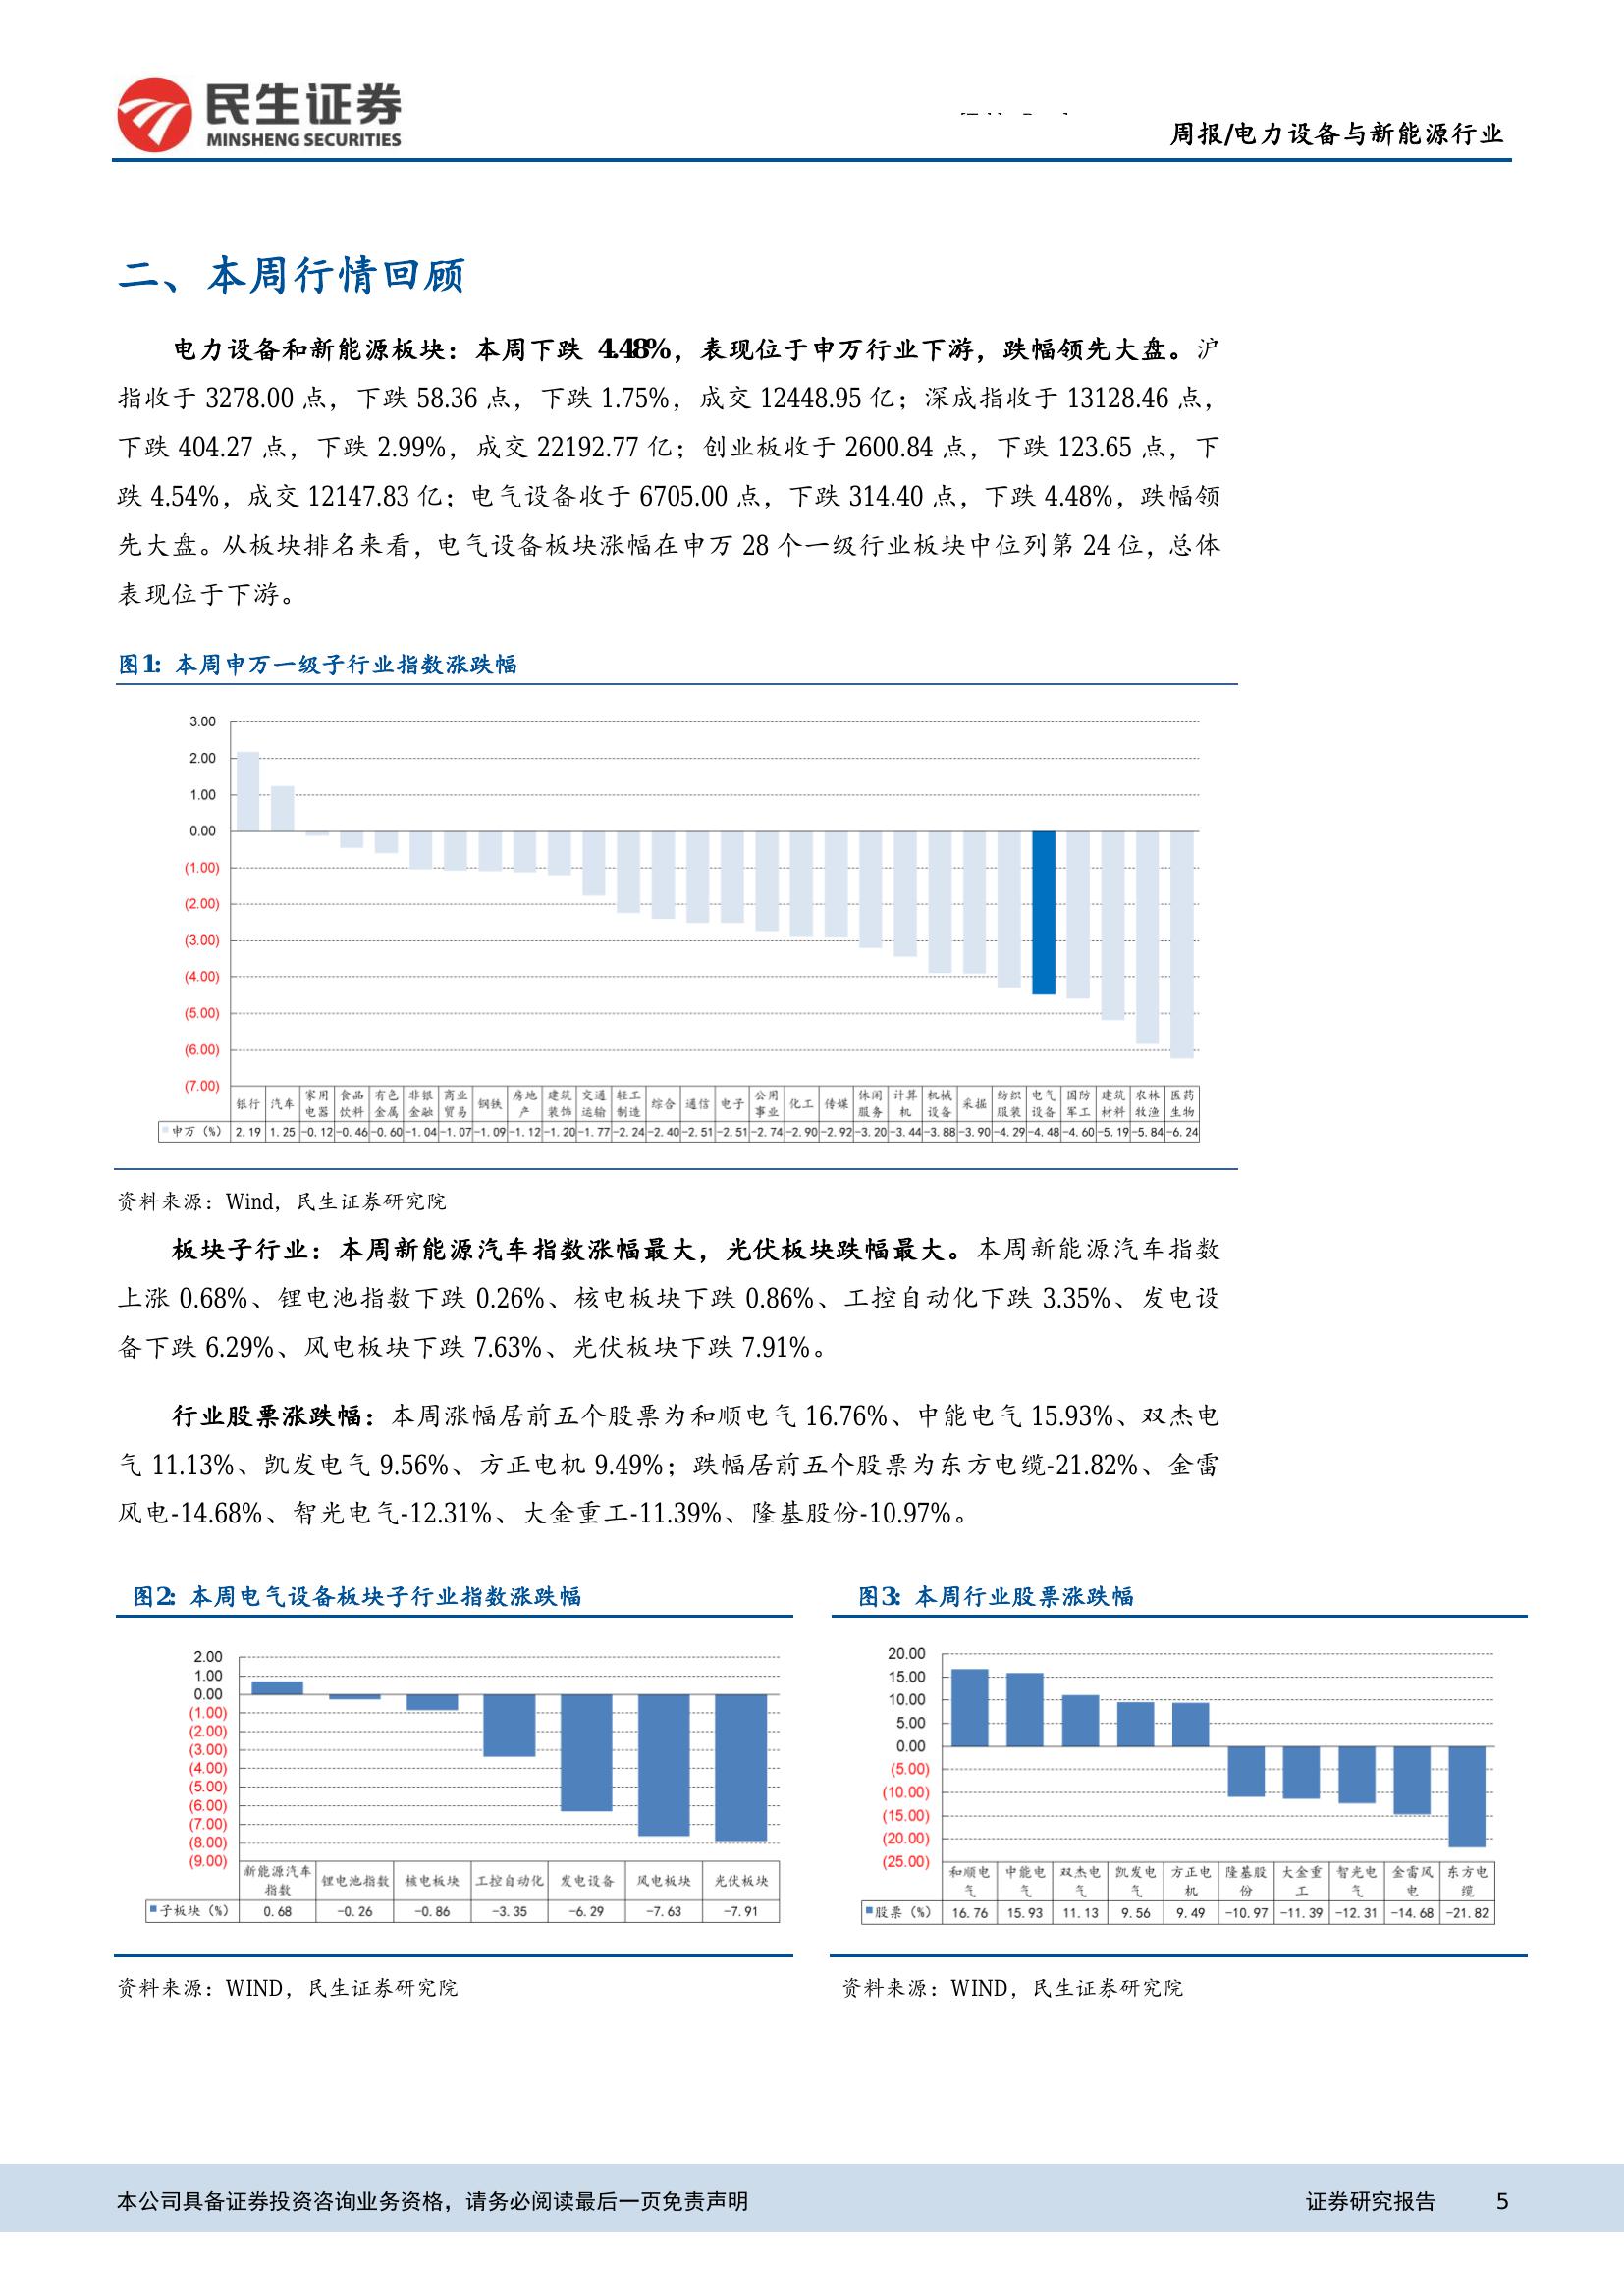 民生证券
MINSHENG SECURITIES
周报/电力设备与新能源行业
二、本周行情回顾
电力设备和新能源板块：本周下跌 4.48%，表现位于申万行业下游，跌幅领先大盘。沪
指收于 3278.00 点，下跌 58.36 点，下跌 1.75%，成交 12448.95 亿；深成指收于 13128.46 点，
下跌 404.27 点，下跌 2.99%，成交 22192.77 亿；创业板收于 2600.84 点，下跌 123.65 点，下
跌 4.54%，成交 12147.83 亿；电气设备收于 6705.00 点，下跌 314.40 点，下跌 4.48%，跌幅领
先大盘。从板块排名来看，电气设备板块涨幅在申万 28 个一级行业板块中位列第 24 位，总体
表现位于下游。
图1：本周申万一级子行业指数涨跌幅
3.00
2.00
1.00
0.00
(1.00)
(2.00)
(3.00)
(4.00)
(5.00)
(6.00)
(7.00)
银行 汽车 家用电器 食品饮料 有色金属 非银金融 商业贸易 钢铁 房地产 建筑装饰 交通运输 轻工制造 综合 通信 电子 公用事业 化工 传媒 休闲服务 计算机 机械设备 采掘 纺织服装 电气设备 国防军工 建筑材料 农林牧渔 医药生物
申万（%） 2.19 1.25 -0.12 -0.46 -0.60 -1.04 -1.07 -1.09 -1.12 -1.20 -1.77 -2.24 -2.40 -2.51 -2.51 -2.74 -2.90 -2.92 -3.20 -3.44 -3.88 -3.90 -4.29 -4.48 -4.60 -5.19 -5.84 -6.24
资料来源：Wind，民生证券研究院
板块子行业：本周新能源汽车指数涨幅最大，光伏板块跌幅最大。本周新能源汽车指数
上涨 0.68%、锂电池指数下跌 0.26%、核电板块下跌 0.86%、工控自动化下跌 3.35%、发电设
备下跌 6.29%、风电板块下跌 7.63%、光伏板块下跌 7.91%。
行业股票涨跌幅：本周涨幅居前五个股票为和顺电气 16.76%、中能电气 15.93%、双杰电
气 11.13%、凯发电气 9.56%、方正电机 9.49%；跌幅居前五个股票为东方电缆-21.82%、金雷
风电-14.68%、智光电气-12.31%、大金重工-11.39%、隆基股份-10.97%。
图2：本周电气设备板块子行业指数涨跌幅
2.00
1.00
0.00
(1.00)
(2.00)
(3.00)
(4.00)
(5.00)
(6.00)
(7.00)
(8.00)
(9.00)
新能源汽车指数 锂电池指数 核电板块 工控自动化 发电设备 风电板块 光伏板块
子板块（%） 0.68 -0.26 -0.86 -3.35 -6.29 -7.63 -7.91
资料来源：WIND，民生证券研究院
图3：本周行业股票涨跌幅
20.00
15.00
10.00
5.00
0.00
(5.00)
(10.00)
(15.00)
(20.00)
(25.00)
和顺电气 中能电气 双杰电气 凯发电气 方正电机 隆基股份 大金重工 智光电气 金雷风电 东方电缆
股票（%） 16.76 15.93 11.13 9.56 9.49 -10.97 -11.39 -12.31 -14.68 -21.82
资料来源：WIND，民生证券研究院
本公司具备证券投资咨询业务资格，请务必阅读最后一页免责声明
证券研究报告 5